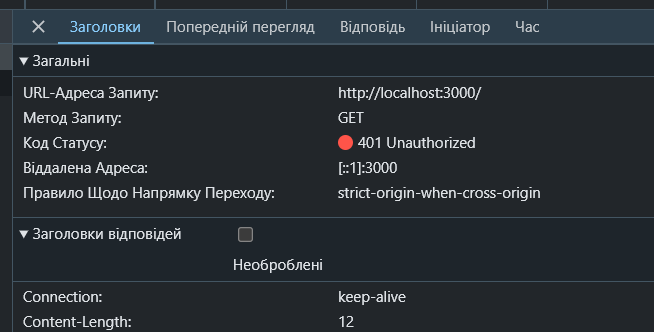 Заголовки Попередній перегляд Відповідь Ініціатор Час
Загальні
URL-Адреса Запиту: http://localhost:3000/
Метод Запиту: GET
Код Статусу: 401 Unauthorized
Віддалена Адреса: [::1]:3000
Правило Щодо Напрямку Переходу: strict-origin-when-cross-origin
Заголовки відповідей
Необроблені
Connection: keep-alive
Content-Length: 12